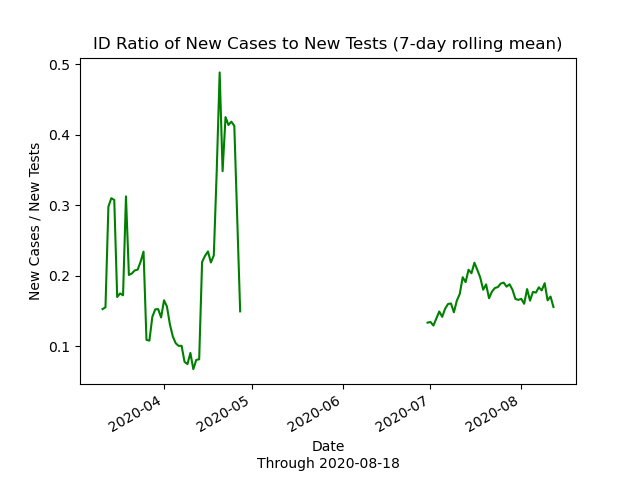 ID Ratio of New Cases to New Tests (7-day rolling mean)
0.5
0.4
0.3
0.2
0.1
New Cases / New Tests
2020-04
2020-05
2020-06
2020-07
2020-08
Date
Through 2020-08-18